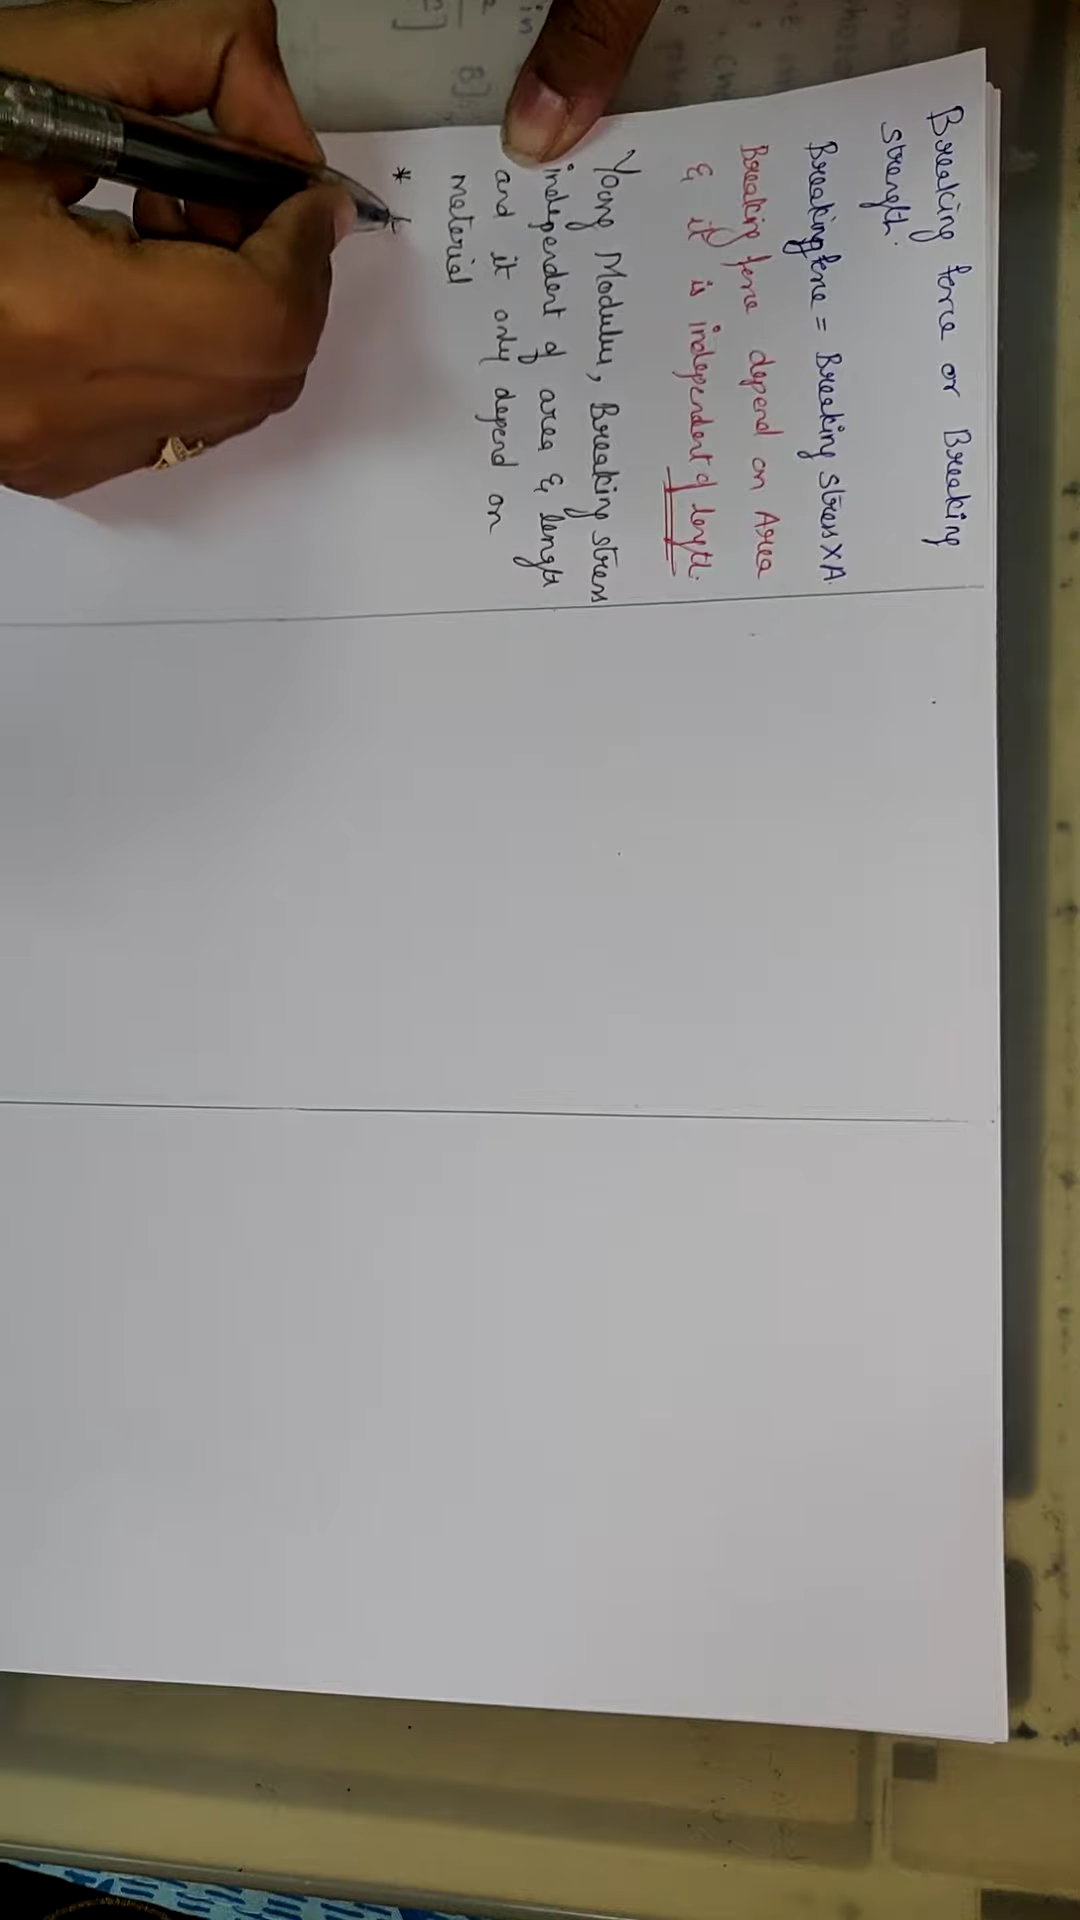 Breaking force or Breaking
strenght.
Breaking force = Breaking stress X A.
Breaking force depend on Area
& it is independent of length.
Young Modulus, Breaking stress
independent of area & length
and it only depend on
material
*